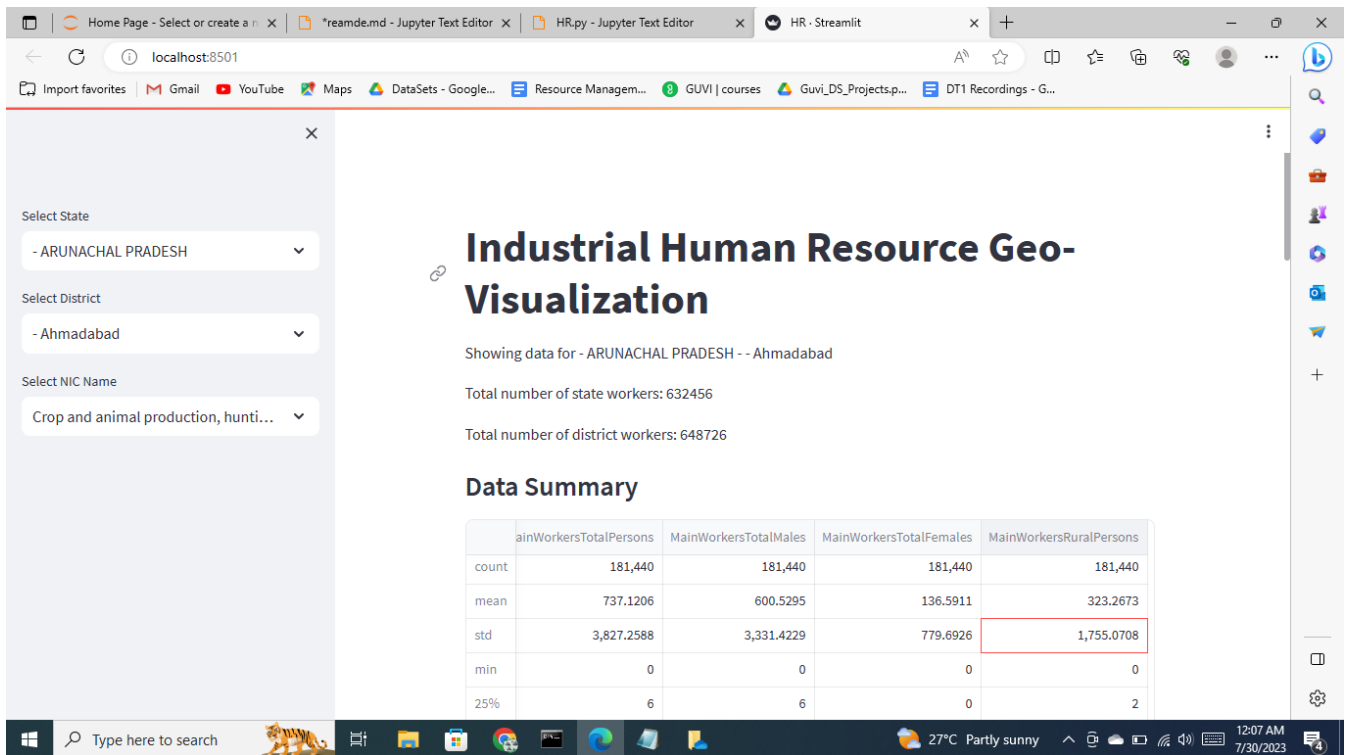 Home Page - Select or create a n
*reamde.md - Jupyter Text Editor
HR.py - Jupyter Text Editor
HR · Streamlit
localhost:8501
Import favorites
Gmail
YouTube
Maps
DataSets - Google...
Resource Managem...
GUVI | courses
Guvi_DS_Projects.p...
DT1 Recordings - G...
Select State
- ARUNACHAL PRADESH
Select District
- Ahmadabad
Select NIC Name
Crop and animal production, hunti...
Industrial Human Resource Geo-
Visualization
Showing data for - ARUNACHAL PRADESH - - Ahmadabad
Total number of state workers: 632456
Total number of district workers: 648726
Data Summary
ainWorkersTotalPersons MainWorkersTotalMales MainWorkersTotalFemales MainWorkersRuralPersons
count 181,440 181,440 181,440 181,440
mean 737.1206 600.5295 136.5911 323.2673
std 3,827.2588 3,331.4229 779.6926 1,755.0708
min 0 0 0 0
25% 6 6 0 2
Type here to search
27°C Partly sunny
12:07 AM
7/30/2023
4